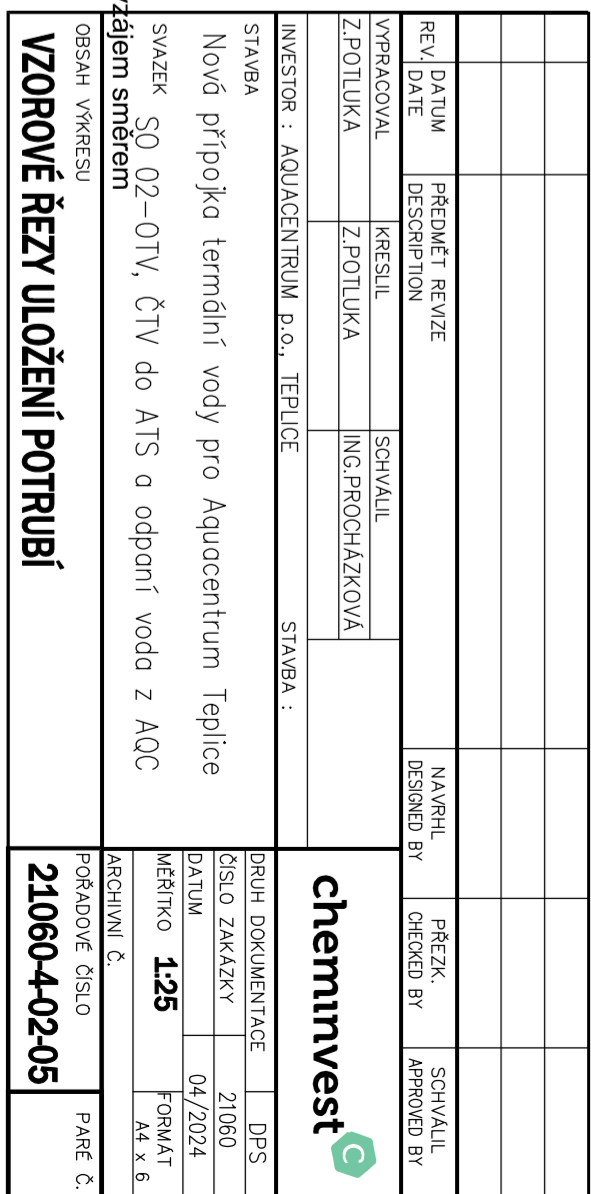 REV. DATUM PŘEDMĚT REVIZE NAVRHL PŘEZK. SCHVÁLIL
DATE DESCRIPTION DESIGNED BY CHECKED BY APPROVED BY
VYPRACOVAL KRESLIL SCHVÁLIL
Z.POTLUKA Z.POTLUKA ING.PROCHÁZKOVÁ
cheminvest C
INVESTOR : AQUACENTRUM p.o., TEPLICE STAVBA :
STAVBA
Nová přípojka termální vody pro Aquacentrum Teplice
SVAZEK SO 02-OTV, ČTV do ATS a odpaní voda z AQC
vzájem směrem
DRUH DOKUMENTACE DPS
ČÍSLO ZAKÁZKY 21060
DATUM 04/2024
MĚŘÍTKO 1:25 FORMÁT
A4 x 6
ARCHIVNÍ Č.
OBSAH VÝKRESU
VZOROVÉ ŘEZY ULOŽENÍ POTRUBÍ
POŘADOVÉ ČÍSLO PARÉ Č.
21060-4-02-05